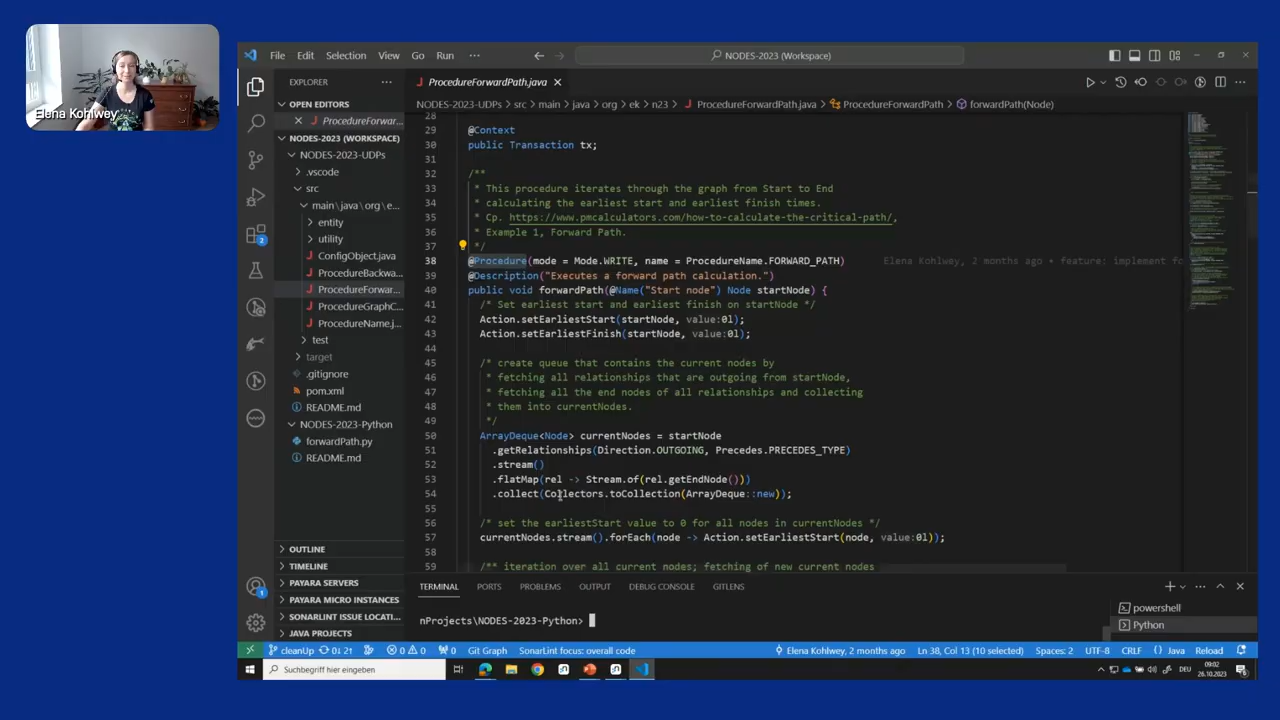 Elena Kohlwey
File Edit Selection View Go Run ···
NODES-2023 (Workspace)
EXPLORER
OPEN EDITORS
ProcedureForwar...
NODES-2023 (WORKSPACE)
NODES-2023-UDPs
.vscode
src
main\java\org\e...
entity
utility
ConfigObject.java
ProcedureBackwa...
ProcedureForwar...
ProcedureGraphC...
ProcedureName.j...
test
target
.gitignore
pom.xml
README.md
NODES-2023-Python
forwardPath.py
README.md
OUTLINE
TIMELINE
PAYARA SERVERS
PAYARA MICRO INSTANCES
SONARLINT ISSUE LOCATI...
JAVA PROJECTS
ProcedureForwardPath.java
NODES-2023-UDPs > src > main > java > org > ek > n23 > ProcedureForwardPath.java > ProcedureForwardPath > forwardPath(Node)
28
29 @Context
30 public Transaction tx;
31
32 /**
33 * This procedure iterates through the graph from Start to End
34 * calculating the earliest start and earliest finish times.
35 * Cp. https://www.pmcalculators.com/how-to-calculate-the-critical-path/,
36 * Example 1, Forward Path.
37 */
38 @Procedure(mode = Mode.WRITE, name = ProcedureName.FORWARD_PATH) Elena Kohlwey, 2 months ago • feature: implement fo
39 @Description("Executes a forward path calculation.")
40 public void forwardPath(@Name("Start node") Node startNode) {
41 /* Set earliest start and earliest finish on startNode */
42 Action.setEarliestStart(startNode, value:0l);
43 Action.setEarliestFinish(startNode, value:0l);
44
45 /* create queue that contains the current nodes by
46 * fetching all relationships that are outgoing from startNode,
47 * fetching all the end nodes of all relationships and collecting
48 * them into currentNodes.
49 */
50 ArrayDeque<Node> currentNodes = startNode
51 .getRelationships(Direction.OUTGOING, Precedes.PRECEDES_TYPE)
52 .stream()
53 .flatMap(rel -> Stream.of(rel.getEndNode()))
54 .collect(Collectors.toCollection(ArrayDeque::new));
55
56 /* set the earliestStart value to 0 for all nodes in currentNodes */
57 currentNodes.stream().forEach(node -> Action.setEarliestStart(node, value:0l));
58
59 /** iteration over all current nodes; fetching of new current nodes
TERMINAL PORTS PROBLEMS OUTPUT DEBUG CONSOLE GITLENS
nProjects\NODES-2023-Python>
powershell
Python
cleanUp 0↓ 2↑ 0 0 0 Git Graph SonarLint focus: overall code Elena Kohlwey, 2 months ago Ln 38, Col 13 (10 selected) Spaces: 2 UTF-8 CRLF {} Java Reload
Suchbegriff hier eingeben
DEU
09:02
26.10.2023